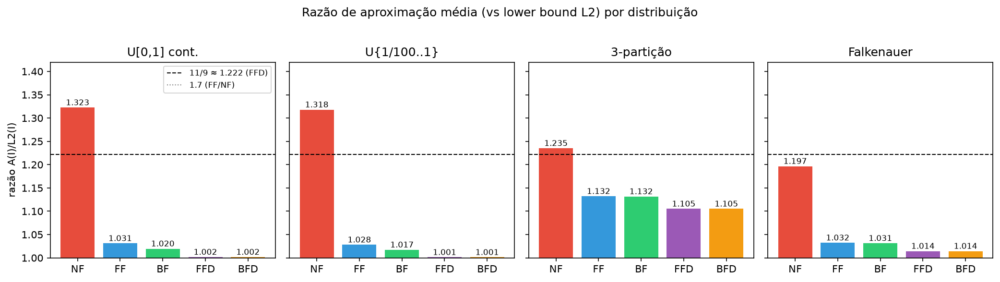 Razão de aproximação média (vs lower bound L2) por distribuição
U[0,1] cont.
razão A(I)/L2(I)
1.40
1.35
1.30
1.25
1.20
1.15
1.10
1.05
1.00
11/9 ≈ 1.222 (FFD)
1.7 (FF/NF)
1.323
1.031
1.020
1.002
1.002
NF FF BF FFD BFD
U{1/100..1}
1.318
1.028
1.017
1.001
1.001
NF FF BF FFD BFD
3-partição
1.235
1.132
1.132
1.105
1.105
NF FF BF FFD BFD
Falkenauer
1.197
1.032
1.031
1.014
1.014
NF FF BF FFD BFD